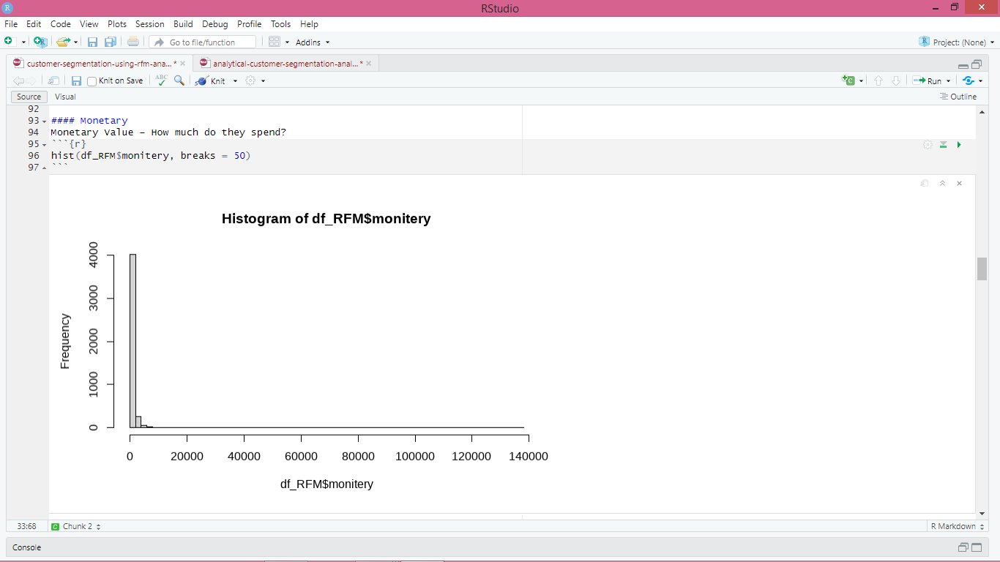 RStudio
File Edit Code View Plots Session Build Debug Profile Tools Help
Go to file/function Addins Project: (None)
customer-segmentation-using-rfm-ana...* analytical-customer-segmentation-anal...*
Knit on Save ABC Knit Run
Source Visual Outline
92
93 #### Monetary
94 Monetary Value – How much do they spend?
95 ```{r}
96 hist(df_RFM$monitery, breaks = 50)
97 ```
Histogram of df_RFM$monitery
Frequency
4000
3000
2000
1000
0
0 20000 40000 60000 80000 100000 120000 140000
df_RFM$monitery
33:68 C Chunk 2 R Markdown
Console